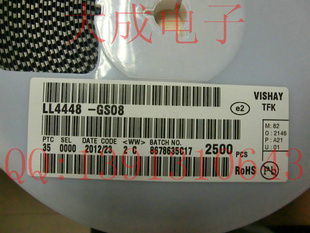 大成电子
VISHAY
TFK
LL4448 -GS08
e2
M: 62
G: 2146
P: A21
U: 01
PTC SEL DATE CODE <WW> BATCH NO.
35 0000 2012/23 2 C 8678635G17 2500 PCS
RoHS